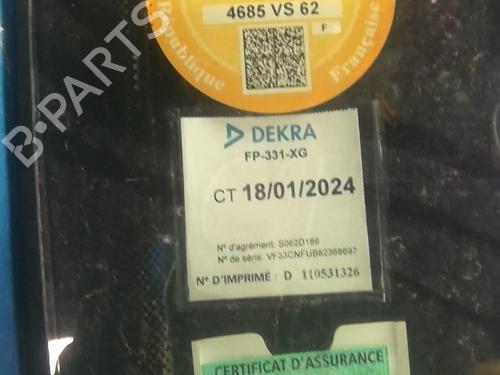 4685 VS 62
F
République
Française
B-PARTS
DEKRA
FP-331-XG
CT 18/01/2024
N° d'agrément: S062D189
N° de série: VF33CNFUB82368697
N° D'IMPRIMÉ : D 110531326
CERTIFICAT D'ASSURANCE